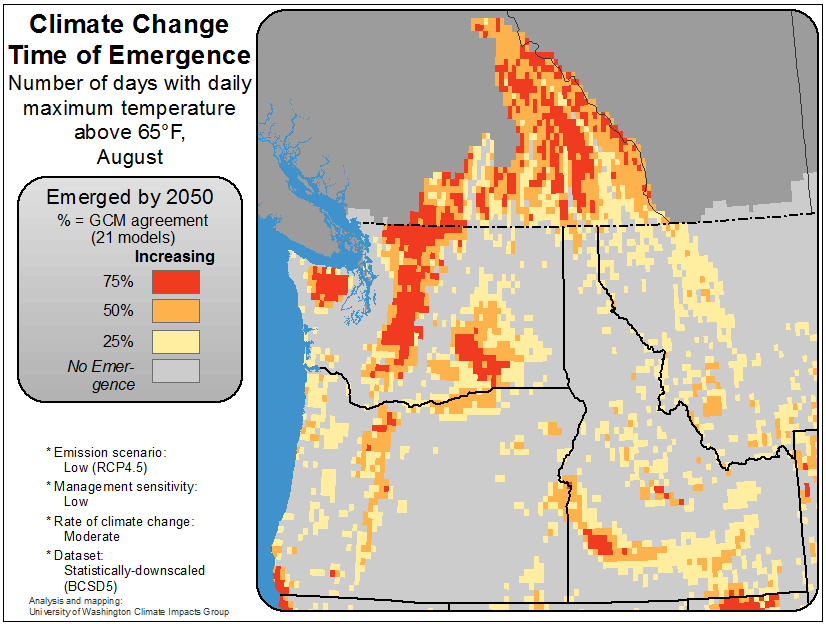 Climate Change
Time of Emergence
Number of days with daily
maximum temperature
above 65°F,
August
Emerged by 2050
% = GCM agreement
(21 models)
Increasing
75%
50%
25%
No Emer-
gence
* Emission scenario:
Low (RCP4.5)
* Management sensitivity:
Low
* Rate of climate change:
Moderate
* Dataset:
Statistically-downscaled
(BCSD5)
Analysis and mapping:
University of Washington Climate Impacts Group